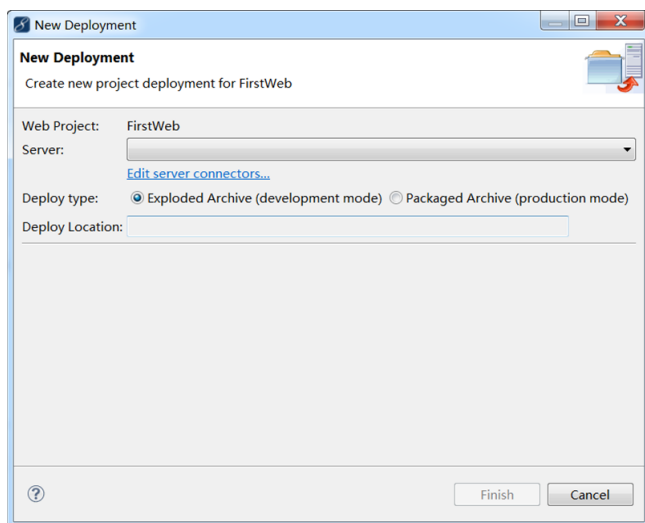 New Deployment
New Deployment
Create new project deployment for FirstWeb
Web Project: FirstWeb
Server:
Edit server connectors...
Deploy type: Exploded Archive (development mode) Packaged Archive (production mode)
Deploy Location:
?
Finish Cancel